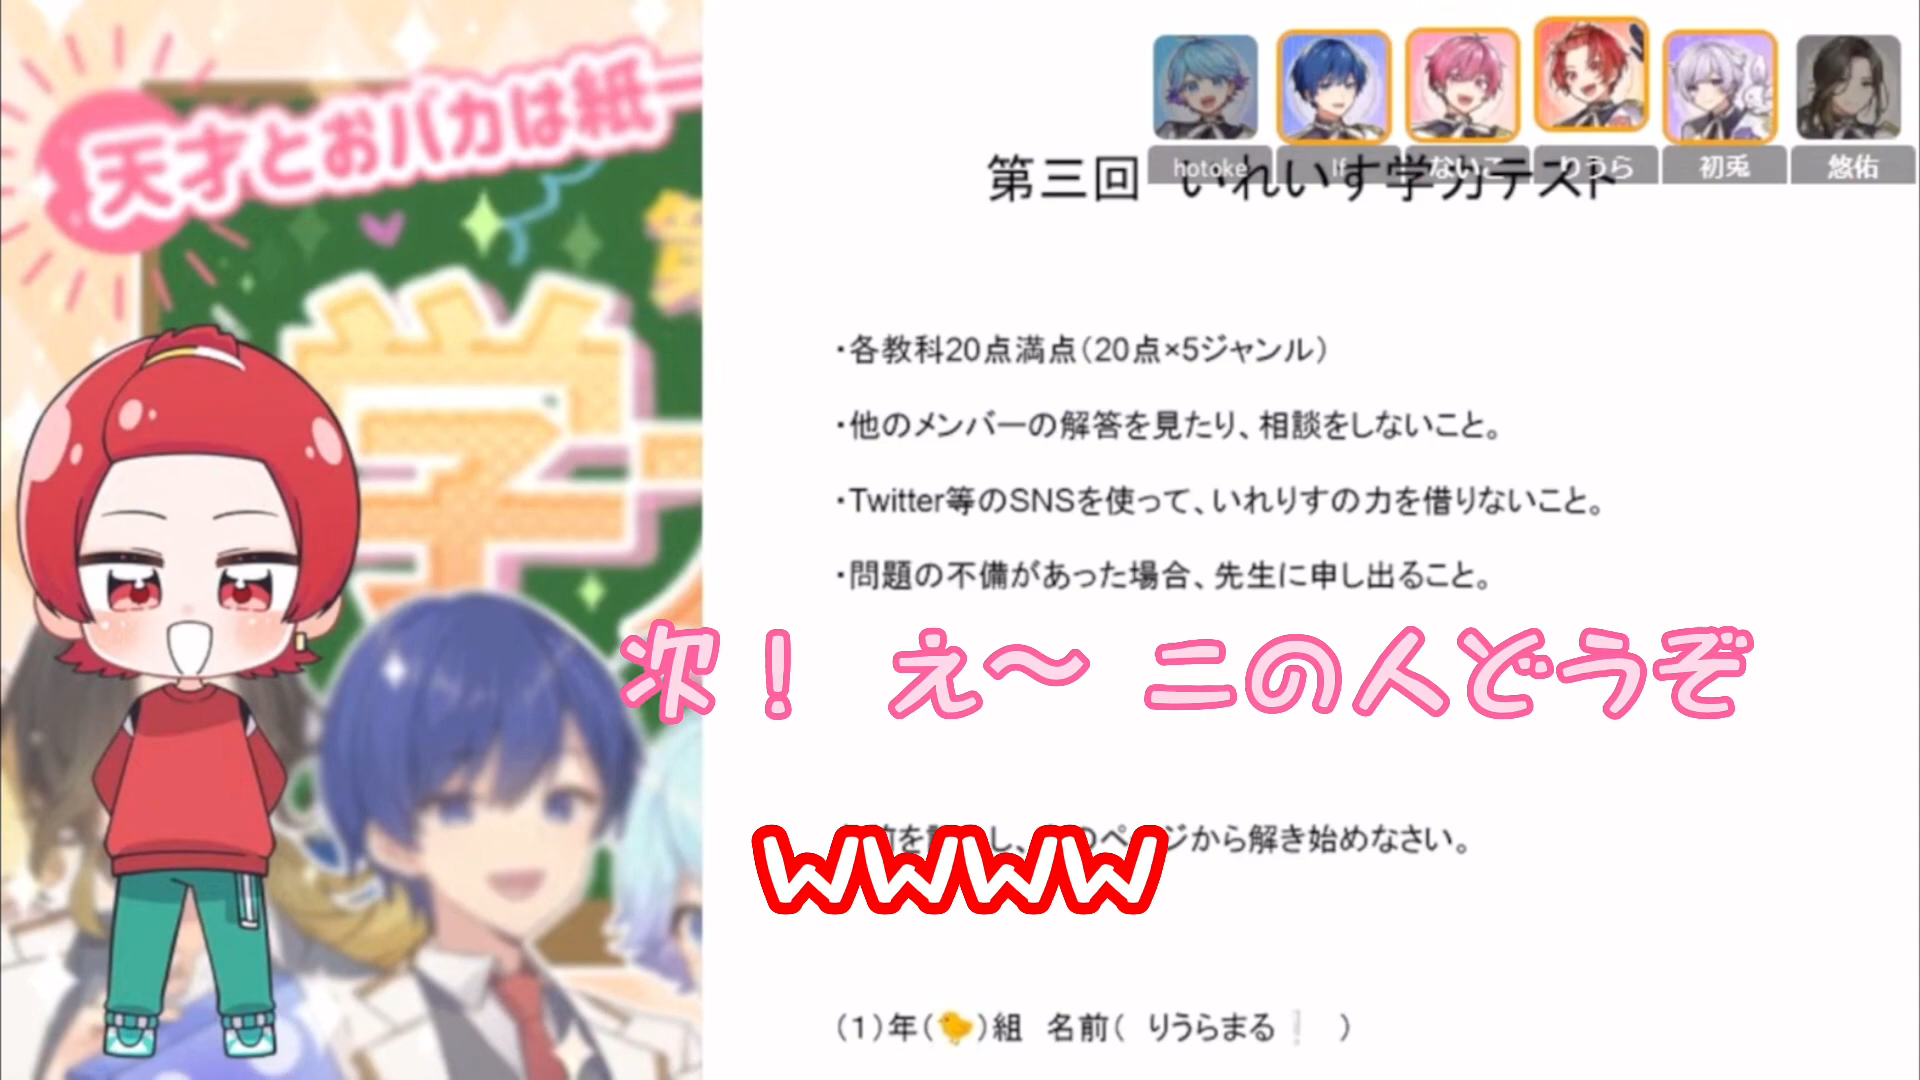 天才とおバカは紙一
学
hotoke
If
ないこ
りうら
初兎
悠佑
第三回 いれいす学力テスト
・各教科20点満点(20点×5ジャンル)
・他のメンバーの解答を見たり、相談をしないこと。
・Twitter等のSNSを使って、いれりすの力を借りないこと。
・問題の不備があった場合、先生に申し出ること。
次! え～ ニの人どうぞ
し、 のページから解き始めなさい。
wwww
(1)年(🐤)組 名前( りうらまる❕ )